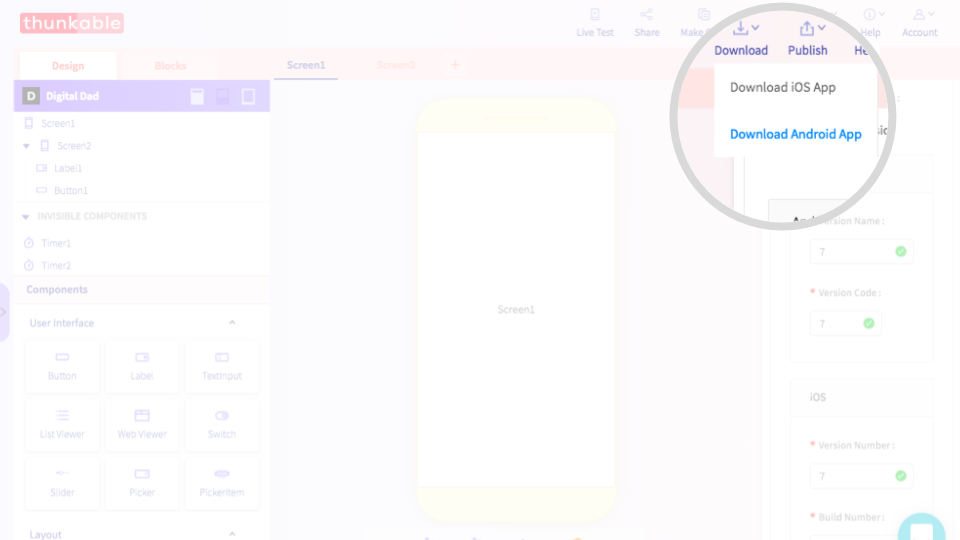 thunkable
Live Test
Share
Download
Publish
Help
Account
Download iOS App
Download Android App
Design
Blocks
Screen1
Screen2
+
D Digital Dad
Screen1
Screen2
Label1
Button1
INVISIBLE COMPONENTS
Timer1
Timer2
Components
User Interface
Button
Label
TextInput
List Viewer
Web Viewer
Switch
Slider
Picker
PickerItem
Layout
Screen1
Version Name :
7
* Version Code :
7
iOS
* Version Number :
7
* Build Number :